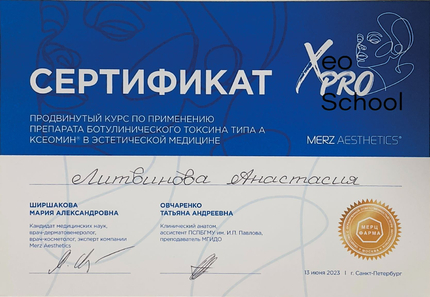 СЕРТИФИКАТ
Xeo
PRO
School
ПРОДВИНУТЫЙ КУРС ПО ПРИМЕНЕНИЮ
ПРЕПАРАТА БОТУЛИНИЧЕСКОГО ТОКСИНА ТИПА А
КСЕОМИН® В ЭСТЕТИЧЕСКОЙ МЕДИЦИНЕ
MERZ AESTHETICS®
Литвинова Анастасия
ШИРШАКОВА
МАРИЯ АЛЕКСАНДРОВНА
Кандидат медицинских наук,
врач-дерматовенеролог,
врач-косметолог, эксперт компании
Merz Aesthetics
ОВЧАРЕНКО
ТАТЬЯНА АНДРЕЕВНА
Клинический анатом,
ассистент ПСПбГМУ им. И.П. Павлова,
преподаватель МГИДО
МЕРЦ
ФАРМА
13 июня 2023 | г. Санкт-Петербург